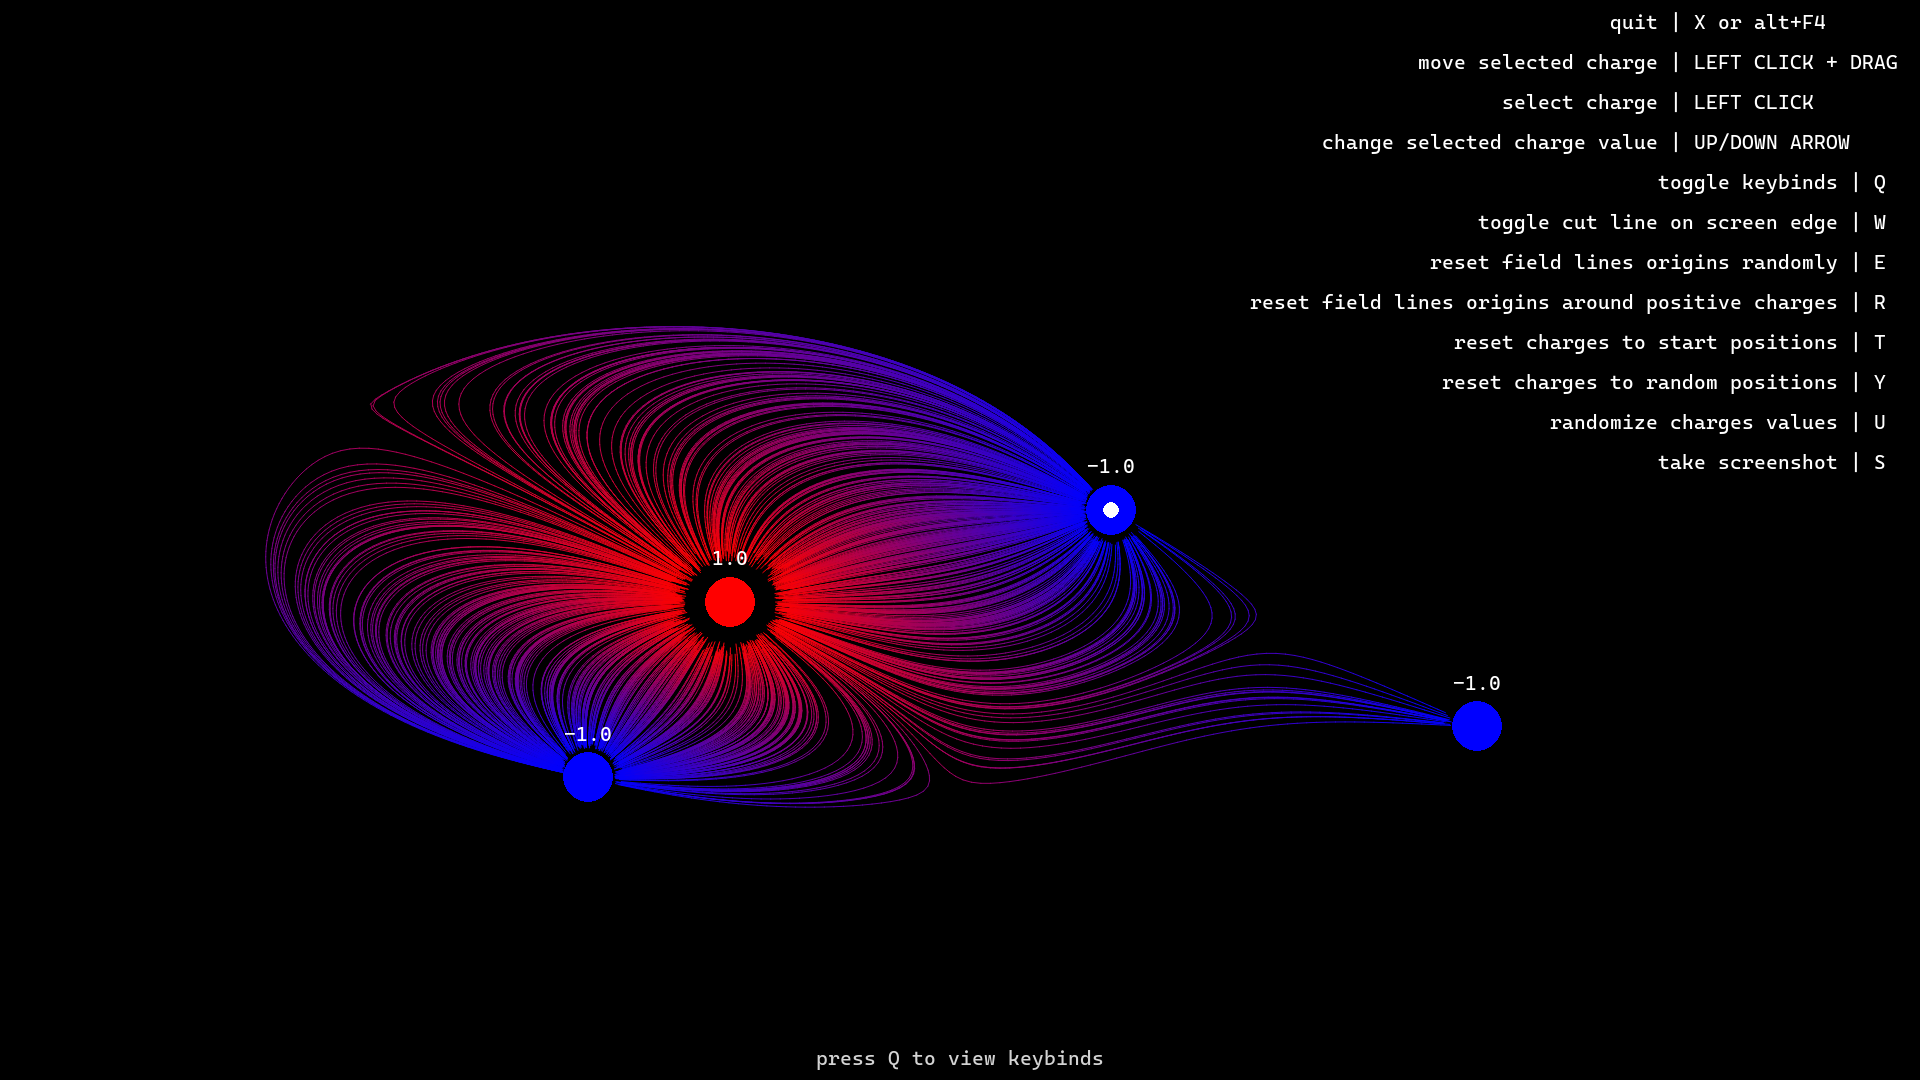 quit | X or alt+F4
move selected charge | LEFT CLICK + DRAG
select charge | LEFT CLICK
change selected charge value | UP/DOWN ARROW
toggle keybinds | Q
toggle cut line on screen edge | W
reset field lines origins randomly | E
reset field lines origins around positive charges | R
reset charges to start positions | T
reset charges to random positions | Y
randomize charges values | U
take screenshot | S
−1.0
1.0
−1.0
−1.0
press Q to view keybinds